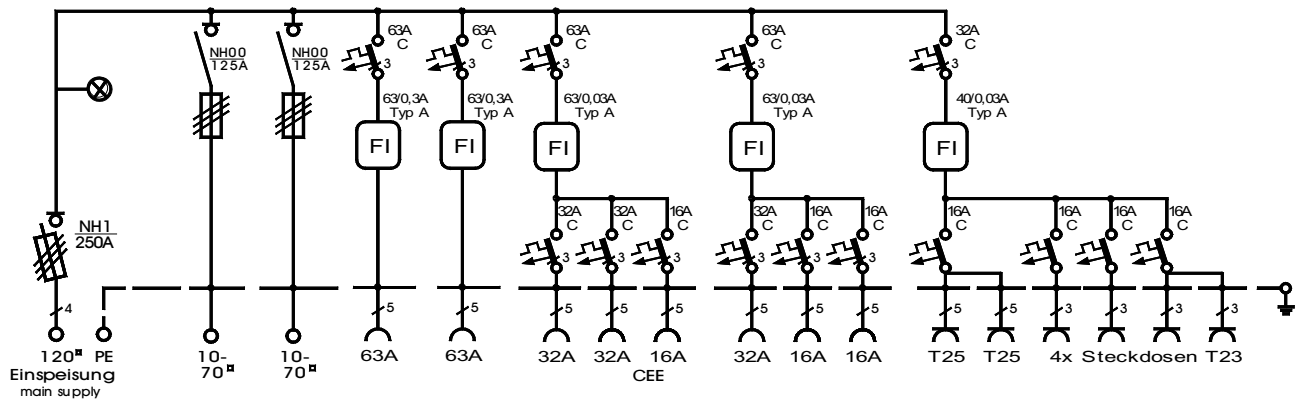 63A 63A 63A 63A 32A
C C C C C
NH00 NH00
125A 125A
3 3 3 3 3
63/0,3A 63/0,3A 63/0,03A 63/0,03A 40/0,03A
Typ A Typ A Typ A Typ A Typ A
FI FI FI FI FI
32A 32A 16A 32A 16A 16A 16A 16A 16A 16A
C C C C C C C C C C
NH1
250A
3 3 3 3 3 3
4 5 5 5 5 5 5 5 5 5 5 3 3 3 3
120¤ PE 10- 10- 63A 63A 32A 32A 16A 32A 16A 16A T25 T25 4x Steckdosen T23
70¤ 70¤
Einspeisung CEE
main supply